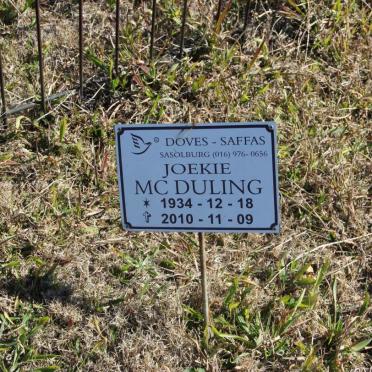 DOVES - SAFFAS
SASOLBURG (016) 976- 0656
JOEKIE
MC DULING
* 1934 - 12 - 18
✞ 2010 - 11 - 09